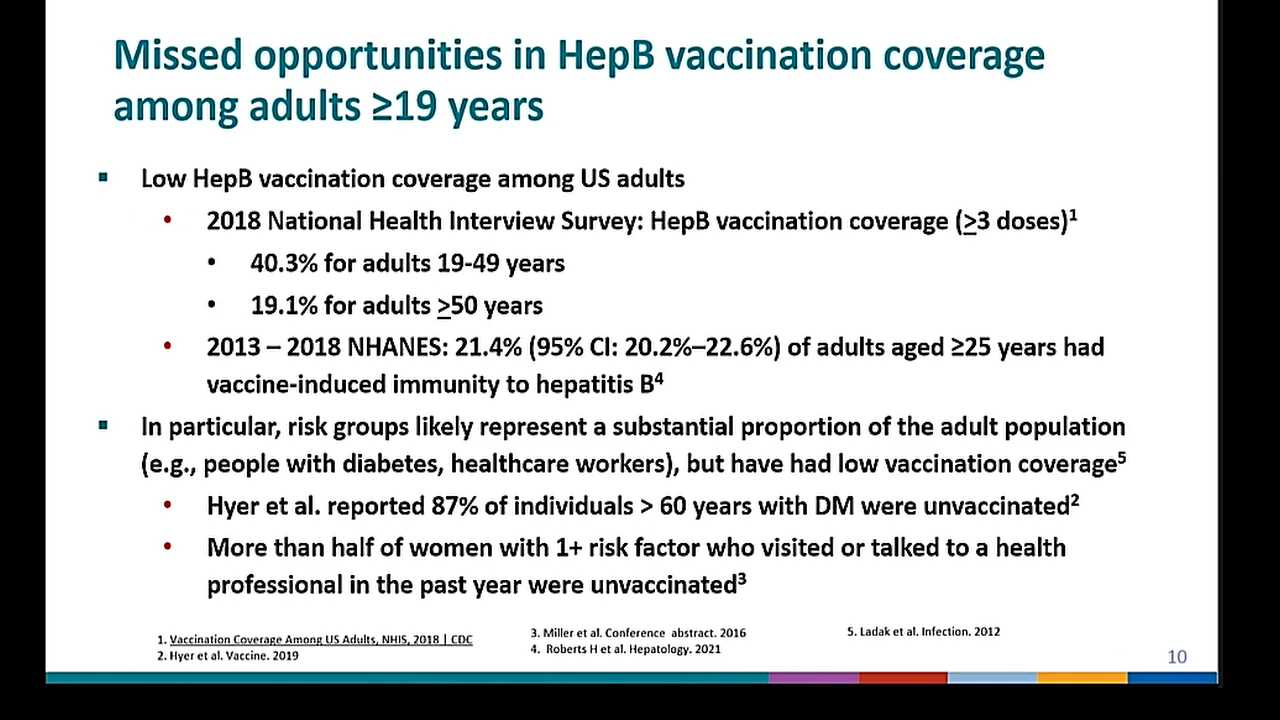 Missed opportunities in HepB vaccination coverage
among adults ≥19 years
▪ Low HepB vaccination coverage among US adults
• 2018 National Health Interview Survey: HepB vaccination coverage (≥3 doses)¹
• 40.3% for adults 19-49 years
• 19.1% for adults ≥50 years
• 2013 – 2018 NHANES: 21.4% (95% CI: 20.2%–22.6%) of adults aged ≥25 years had
vaccine-induced immunity to hepatitis B⁴
▪ In particular, risk groups likely represent a substantial proportion of the adult population
(e.g., people with diabetes, healthcare workers), but have had low vaccination coverage⁵
• Hyer et al. reported 87% of individuals > 60 years with DM were unvaccinated²
• More than half of women with 1+ risk factor who visited or talked to a health
professional in the past year were unvaccinated³
1. Vaccination Coverage Among US Adults, NHIS, 2018 | CDC
2. Hyer et al. Vaccine. 2019
3. Miller et al. Conference abstract. 2016
4. Roberts H et al. Hepatology. 2021
5. Ladak et al. Infection. 2012
10